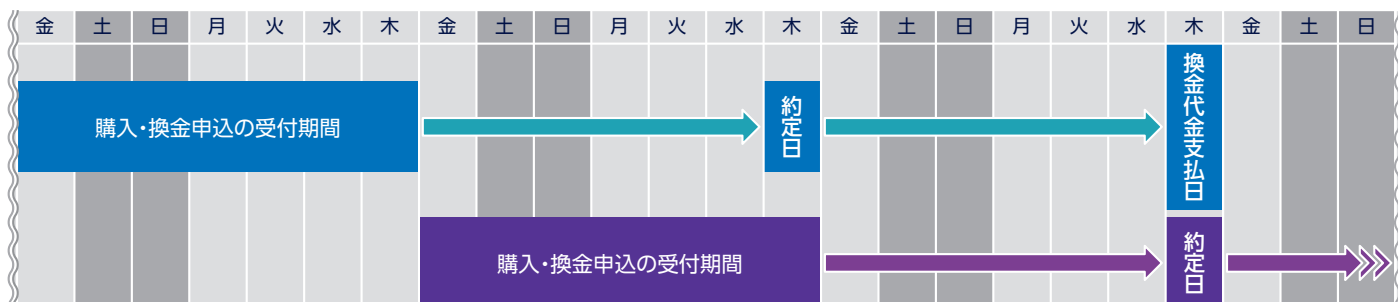 金 土 日 月 火 水 木 金 土 日 月 火 水 木 金 土 日 月 火 水 木 金 土 日
購入・換金申込の受付期間
約定日
換金代金支払日
購入・換金申込の受付期間
約定日